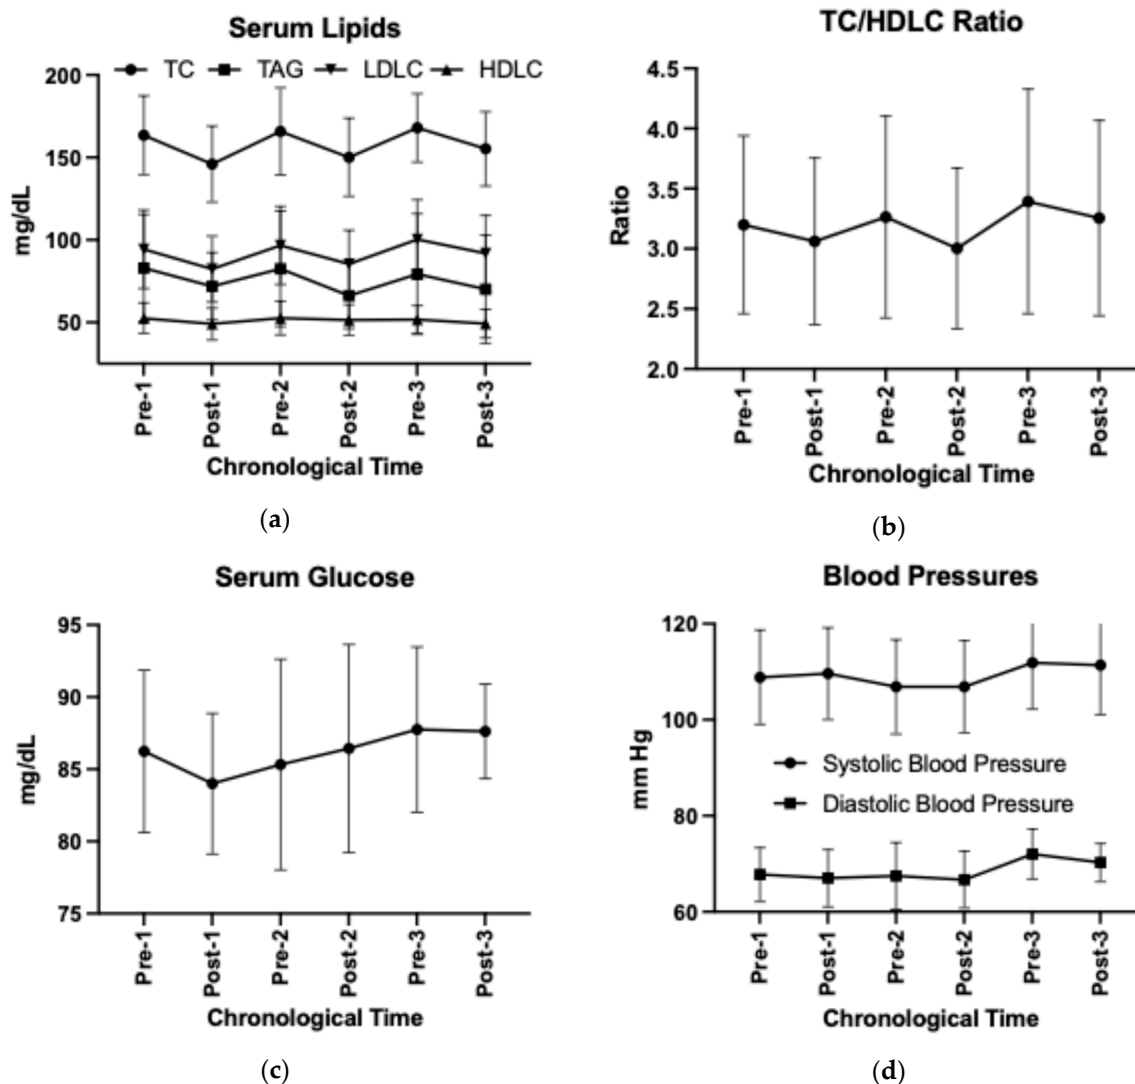 Serum Lipids
TC TAG LDLC HDLC
200
150
100
50
mg/dL
Pre-1
Post-1
Pre-2
Post-2
Pre-3
Post-3
Chronological Time
(a)
TC/HDLC Ratio
4.5
4.0
3.5
3.0
2.5
2.0
Ratio
Pre-1
Post-1
Pre-2
Post-2
Pre-3
Post-3
Chronological Time
(b)
Serum Glucose
95
90
85
80
75
mg/dL
Pre-1
Post-1
Pre-2
Post-2
Pre-3
Post-3
Chronological Time
(c)
Blood Pressures
120
100
80
60
mm Hg
Systolic Blood Pressure
Diastolic Blood Pressure
Pre-1
Post-1
Pre-2
Post-2
Pre-3
Post-3
Chronological Time
(d)